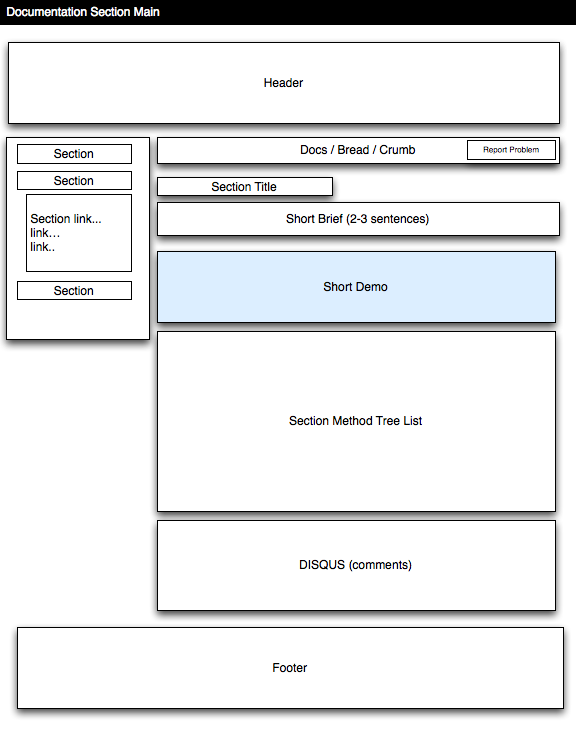 Documentation Section Main
Header
Section
Section
Section link...
link...
link..
Section
Docs / Bread / Crumb
Report Problem
Section Title
Short Brief (2-3 sentences)
Short Demo
Section Method Tree List
DISQUS (comments)
Footer